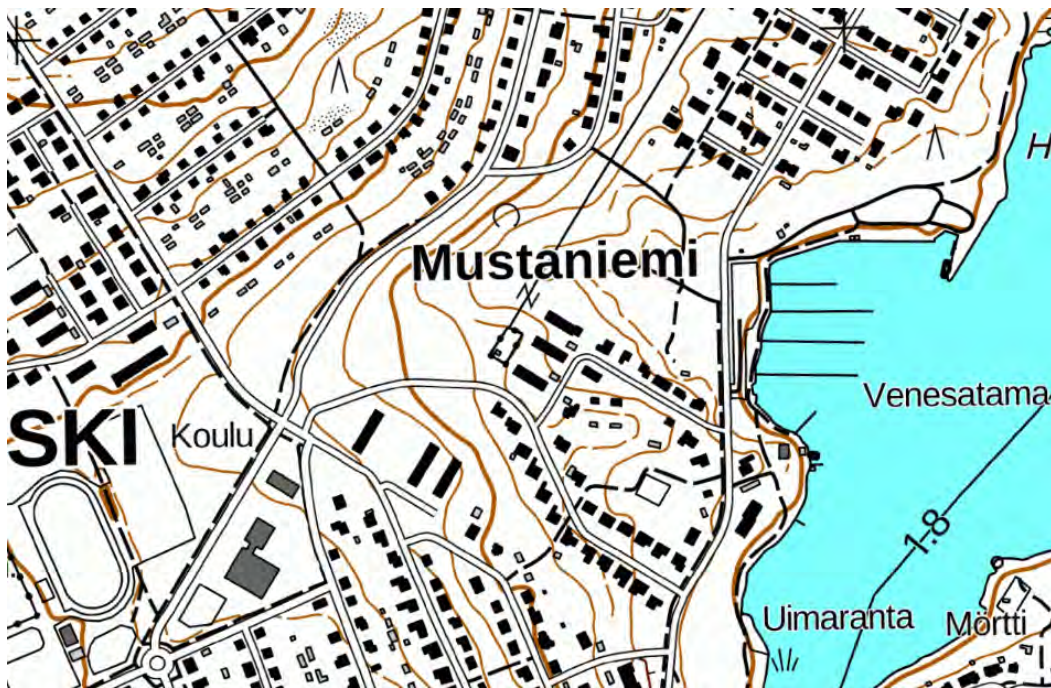 H
Mustaniemi
Venesatama
SKI
Koulu
1.8
Uimaranta
Mörtti